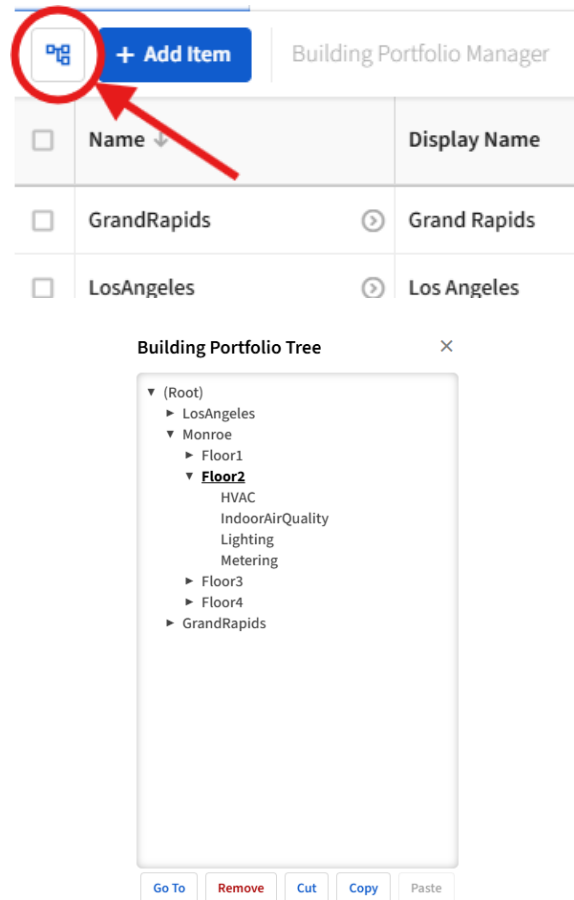 + Add Item Building Portfolio Manager
Name Display Name
GrandRapids Grand Rapids
LosAngeles Los Angeles
Building Portfolio Tree
(Root)
LosAngeles
Monroe
Floor1
Floor2
HVAC
IndoorAirQuality
Lighting
Metering
Floor3
Floor4
GrandRapids
Go To Remove Cut Copy Paste